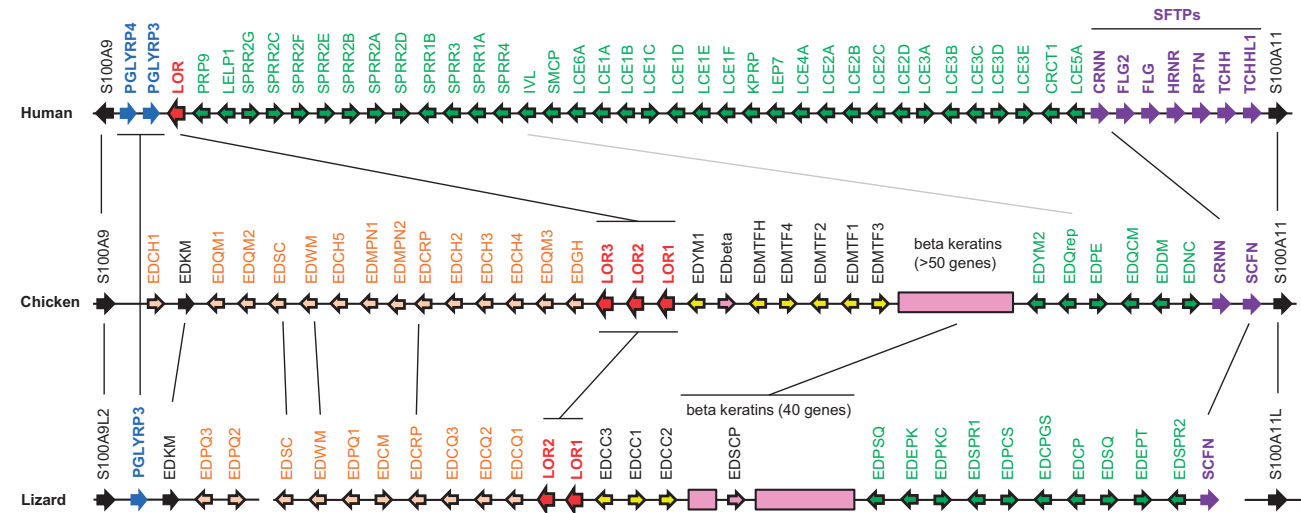 SFTPs
S100A9 PGLYRP4 PGLYRP3 LOR PRP9 LELP1 SPRR2G SPRR2C SPRR2F SPRR2E SPRR2B SPRR2A SPRR2D SPRR1B SPRR3 SPRR1A SPRR4 IVL SMCP LCE6A LCE1A LCE1B LCE1C LCE1D LCE1E LCE1F KPRP LEP7 LCE4A LCE2A LCE2B LCE2C LCE2D LCE3A LCE3B LCE3C LCE3D LCE3E CRCT1 LCE5A CRNN FLG2 FLG HRNR RPTN TCHH TCHHL1 S100A11
Human
S100A9 EDCH1 EDKM EDQM1 EDQM2 EDSC EDWM EDCH5 EDMPN1 EDMPN2 EDCRP EDCH2 EDCH3 EDCH4 EDQM3 EDGH LOR3 LOR2 LOR1 EDYM1 EDbeta EDMTFH EDMTF4 EDMTF2 EDMTF1 EDMTF3 beta keratins
(>50 genes) EDYM2 EDQrep EDPE EDQCM EDDM EDNC CRNN SCFN S100A11
Chicken
beta keratins (40 genes)
S100A9L2 PGLYRP3 EDKM EDPQ3 EDPQ2 EDSC EDWM EDPQ1 EDCM EDCRP EDCQ3 EDCQ2 EDCQ1 LOR2 LOR1 EDCC3 EDCC1 EDCC2 EDSCP EDPSQ EDEPK EDPKC EDSPR1 EDPCS EDCPGS EDCP EDSQ EDEPT EDSPR2 SCFN S100A11L
Lizard